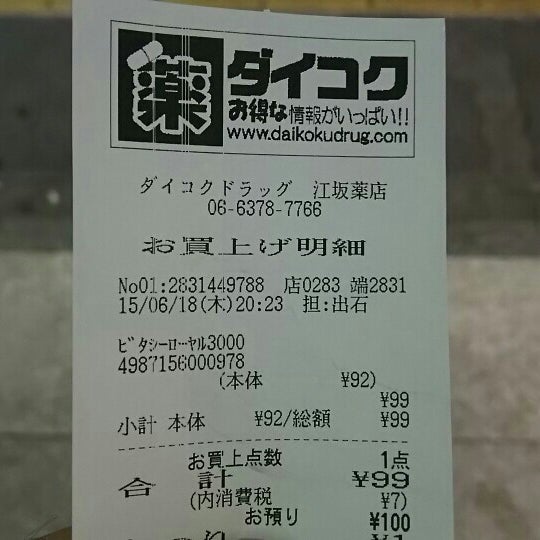 薬 ダイコク
お得な情報がいっぱい!!
www.daikokudrug.com
ダイコクドラッグ 江坂薬店
06-6378-7766
お買上げ明細
No01:2831449788 店0283 端2831
15/06/18(木)20:23 担:出石
ﾋﾞﾀｼｰﾛｰﾔﾙ3000
4987156000978
(本体 ¥92)
¥99
小計 本体 ¥92/総額 ¥99
お買上点数 1点
合 計 ¥99
(内消費税 ¥7)
お預り ¥100
¥1